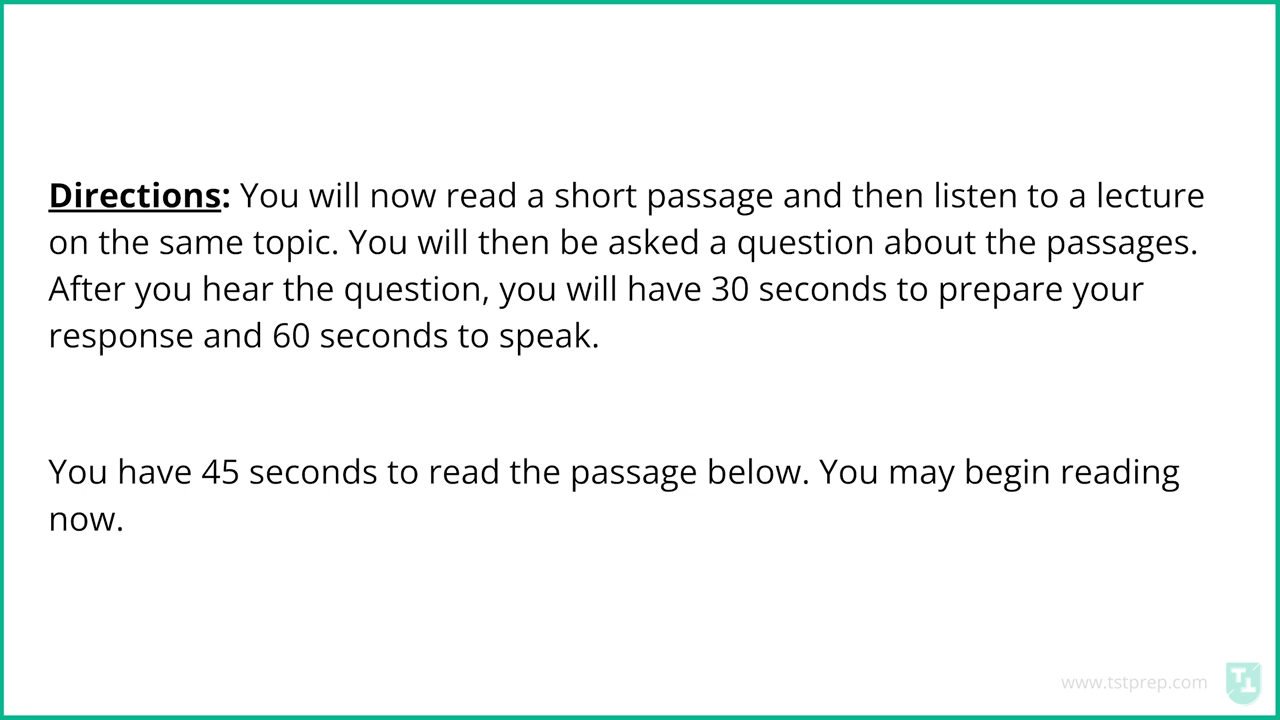 Directions: You will now read a short passage and then listen to a lecture
on the same topic. You will then be asked a question about the passages.
After you hear the question, you will have 30 seconds to prepare your
response and 60 seconds to speak.
You have 45 seconds to read the passage below. You may begin reading
now.
www.tstprep.com